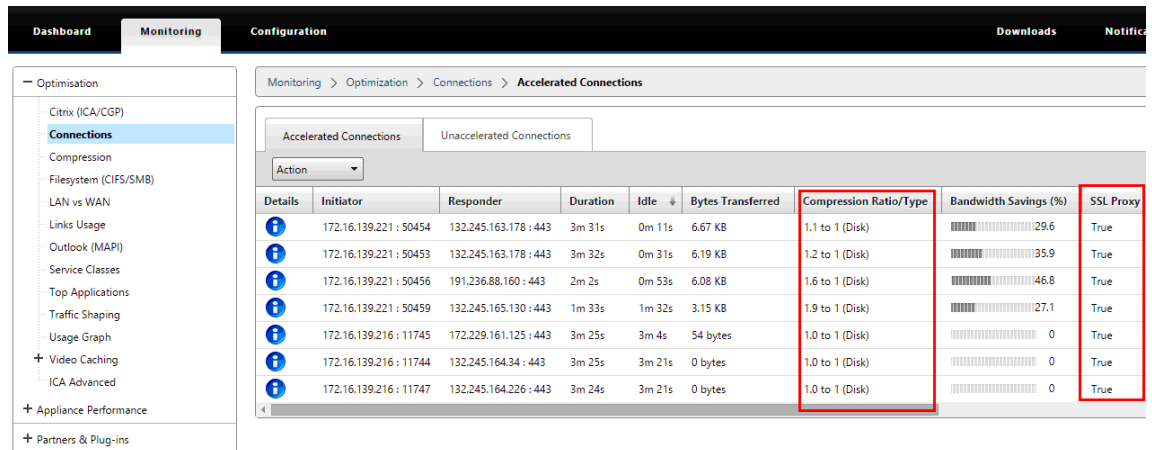 Dashboard Monitoring Configuration Downloads
Optimisation
Citrix (ICA/CGP)
Connections
Compression
Filesystem (CIFS/SMB)
LAN vs WAN
Links Usage
Outlook (MAPI)
Service Classes
Top Applications
Traffic Shaping
Usage Graph
Video Caching
ICA Advanced
Appliance Performance
Partners & Plug-ins
Monitoring > Optimization > Connections > Accelerated Connections
Accelerated Connections Unaccelerated Connections
Action
Details Initiator Responder Duration Idle Bytes Transferred Compression Ratio/Type Bandwidth Savings (%) SSL Proxy
172.16.139.221 : 50454 132.245.163.178 : 443 3m 31s 0m 11s 6.67 KB 1.1 to 1 (Disk) 29.6 True
172.16.139.221 : 50453 132.245.163.178 : 443 3m 32s 0m 31s 6.19 KB 1.2 to 1 (Disk) 35.9 True
172.16.139.221 : 50456 191.236.88.160 : 443 2m 2s 0m 53s 6.08 KB 1.6 to 1 (Disk) 46.8 True
172.16.139.221 : 50459 132.245.165.130 : 443 1m 33s 1m 32s 3.15 KB 1.9 to 1 (Disk) 27.1 True
172.16.139.216 : 11745 172.229.161.125 : 443 3m 25s 3m 4s 54 bytes 1.0 to 1 (Disk) 0 True
172.16.139.216 : 11744 132.245.164.34 : 443 3m 25s 3m 21s 0 bytes 1.0 to 1 (Disk) 0 True
172.16.139.216 : 11747 132.245.164.226 : 443 3m 24s 3m 21s 0 bytes 1.0 to 1 (Disk) 0 True